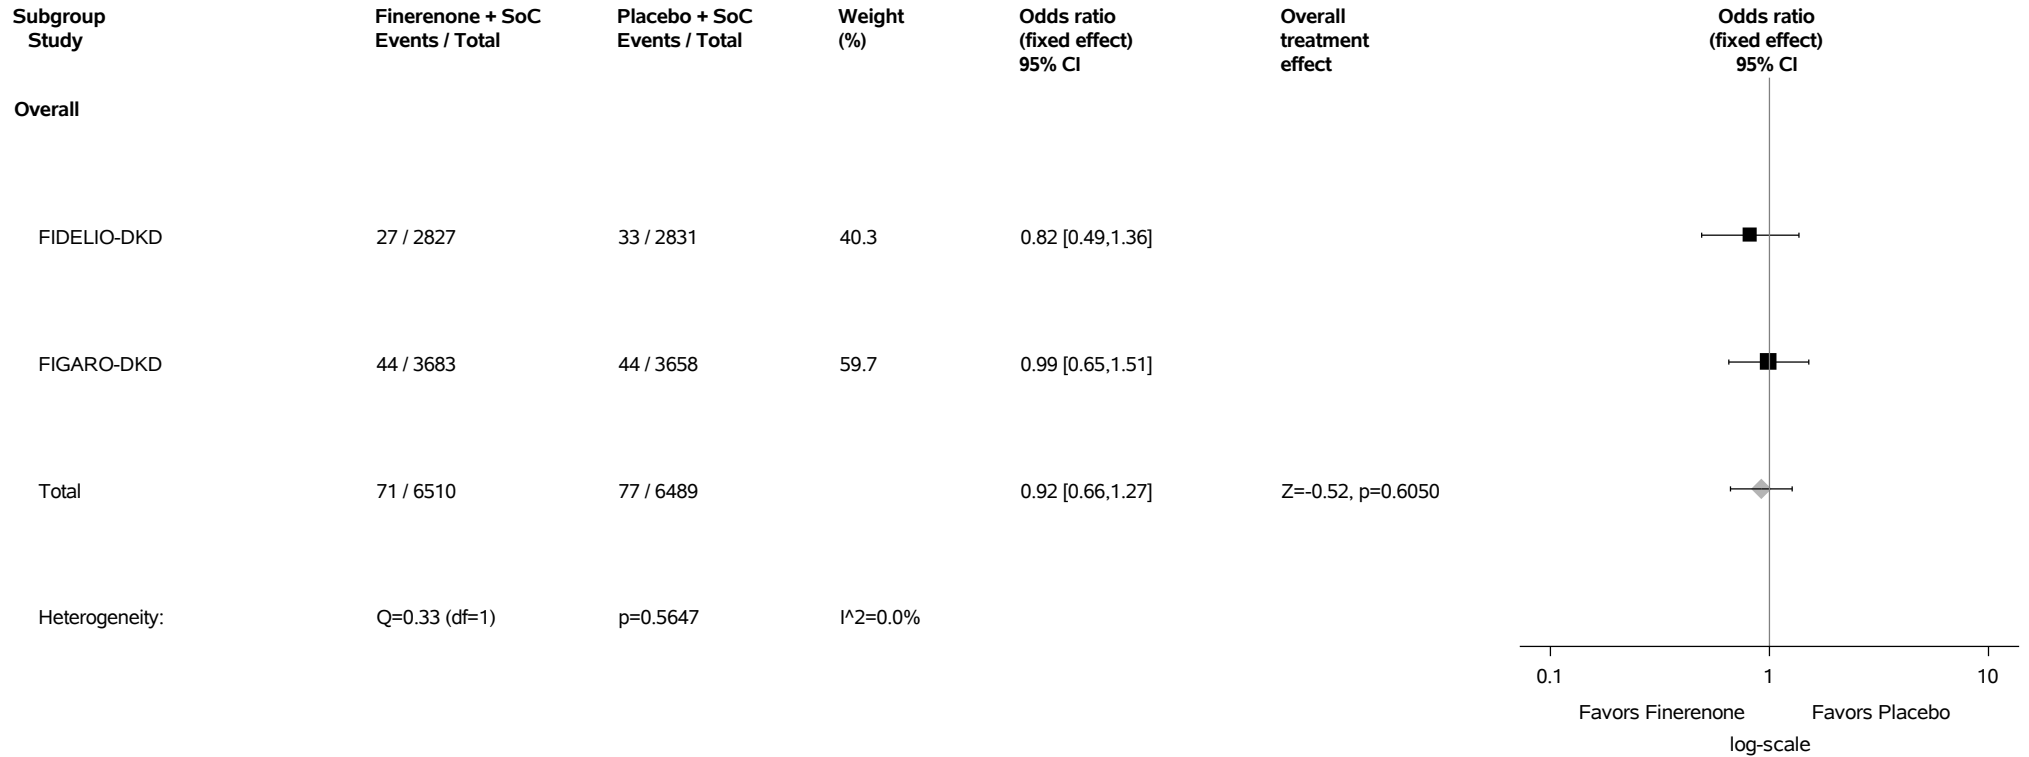 Subgroup Finerenone + SoC Placebo + SoC Weight Odds ratio Overall Odds ratio
Study Events / Total Events / Total (%) (fixed effect) treatment (fixed effect)
95% CI effect 95% CI
Overall
FIDELIO-DKD 27 / 2827 33 / 2831 40.3 0.82 [0.49,1.36]
FIGARO-DKD 44 / 3683 44 / 3658 59.7 0.99 [0.65,1.51]
Total 71 / 6510 77 / 6489 0.92 [0.66,1.27] Z=-0.52, p=0.6050
Heterogeneity: Q=0.33 (df=1) p=0.5647 I^2=0.0%
0.1 1 10
Favors Finerenone Favors Placebo
log-scale